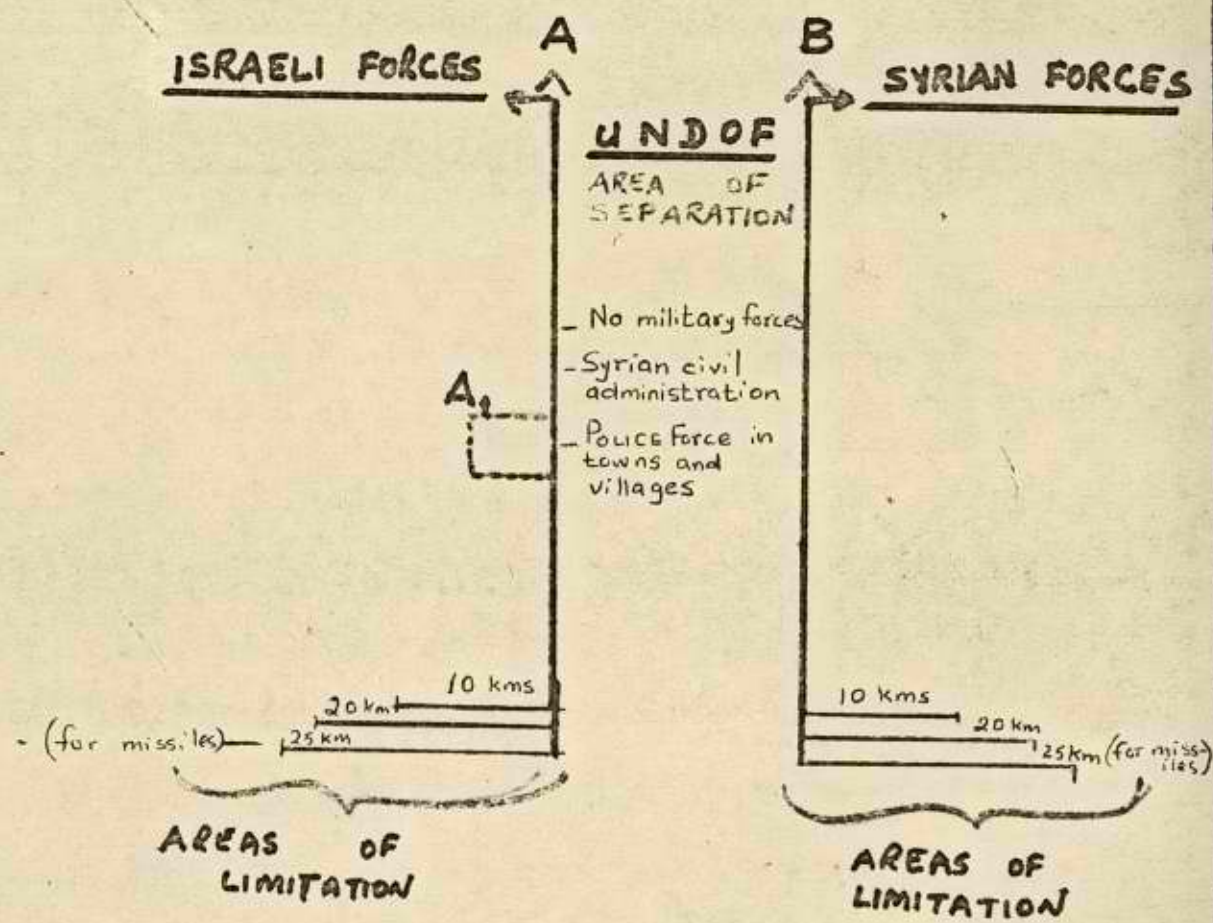 A
B
ISRAELI FORCES
SYRIAN FORCES
UNDOF
AREA OF
SEPARATION
- No military forces
- Syrian civil
administration
A1
- POLICE Force in
towns and
villages
10 kms
20 km
- (for missiles) 25 km
10 kms
20 km
25 km (for miss-
iles)
AREAS OF
LIMITATION
AREAS OF
LIMITATION